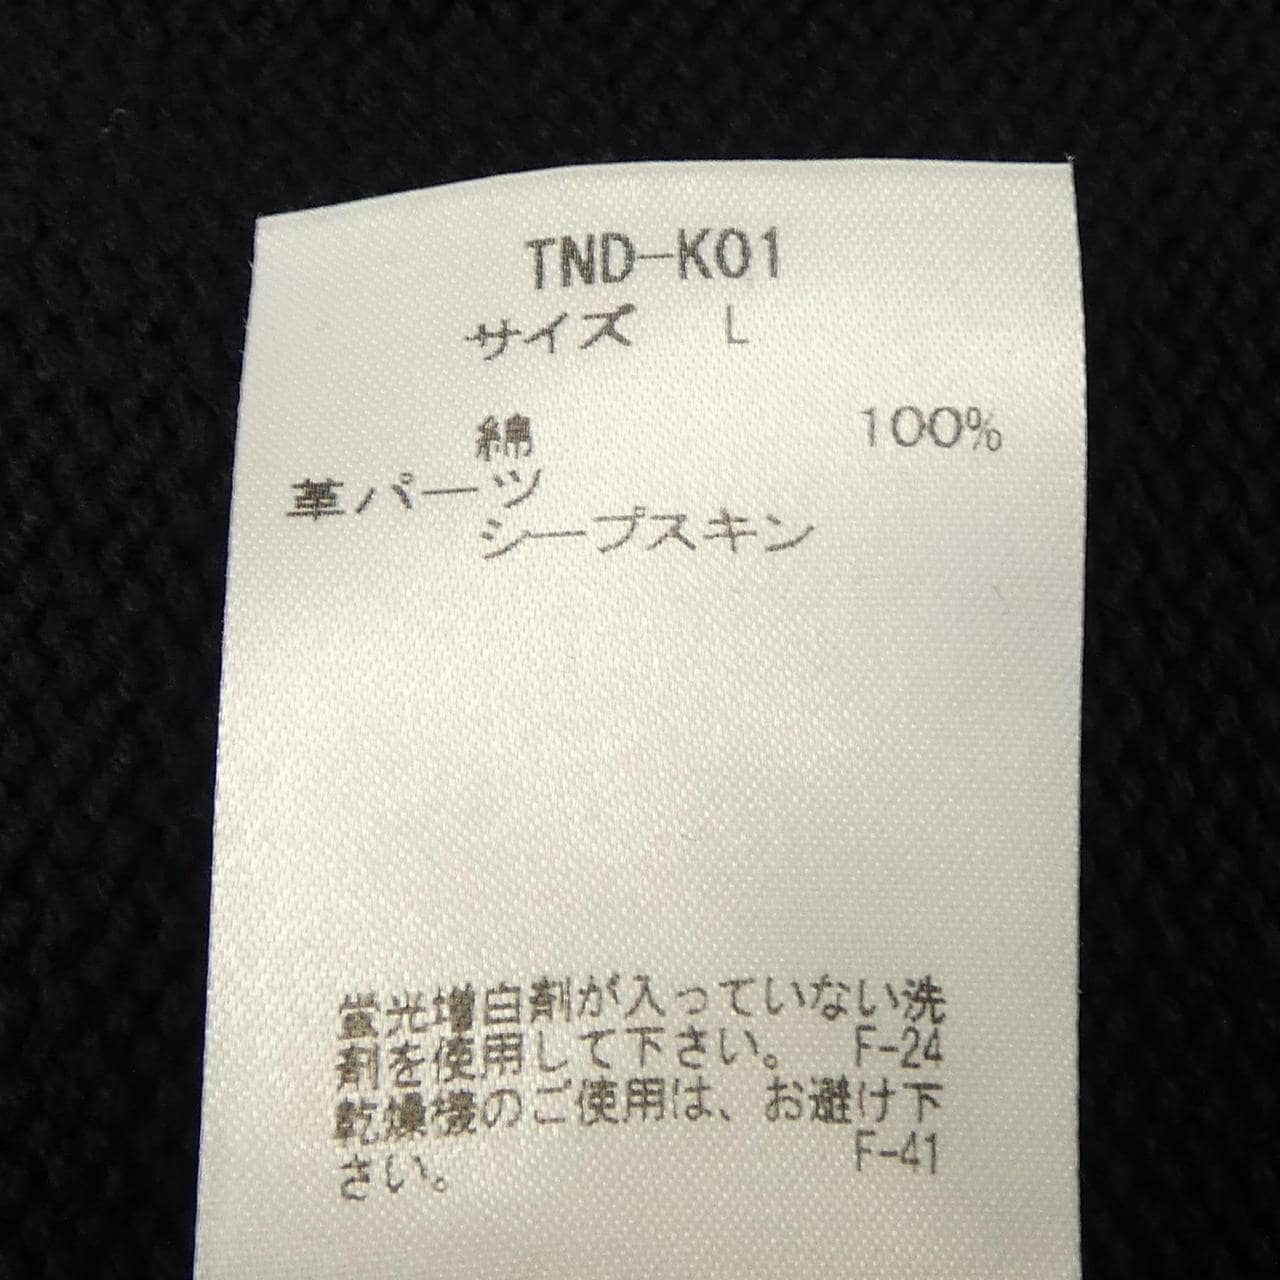 TND-K01
サイズ L
綿 100%
革パーツ
シープスキン
蛍光増白剤が入っていない洗
剤を使用して下さい。 F-24
乾燥機のご使用は、お避け下
さい。 F-41